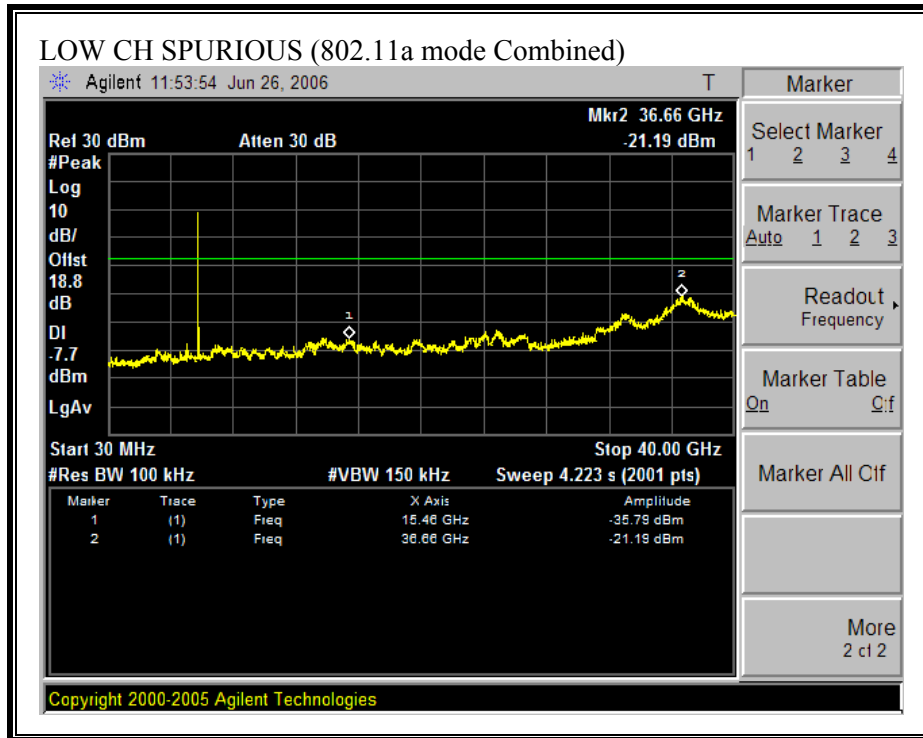 LOW CH SPURIOUS (802.11a mode Combined)
Agilent 11:53:54 Jun 26, 2006 T
Mkr2 36.66 GHz
Ref 30 dBm Atten 30 dB -21.19 dBm
#Peak
Log
10
dB/
Offst
18.8
dB
DI
-7.7
dBm
LgAv
1
2
Start 30 MHz Stop 40.00 GHz
#Res BW 100 kHz #VBW 150 kHz Sweep 4.223 s (2001 pts)
Marker Trace Type X Axis Amplitude
1 (1) Freq 15.46 GHz -35.79 dBm
2 (1) Freq 36.66 GHz -21.19 dBm
Copyright 2000-2005 Agilent Technologies
Marker
Select Marker
1 2 3 4
Marker Trace
Auto 1 2 3
Readout
Frequency
Marker Table
On Off
Marker All Off
More
2 of 2